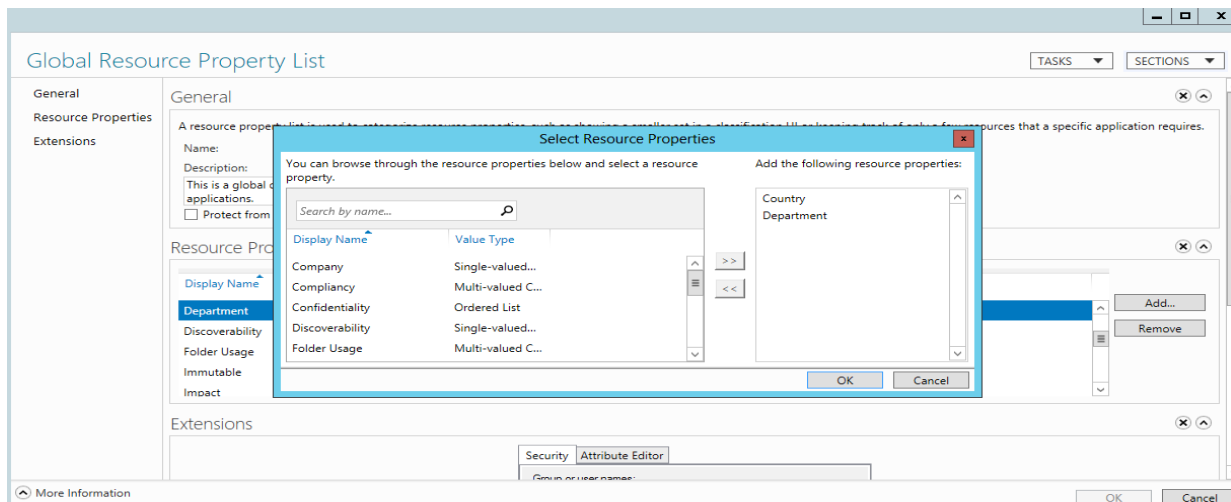 Global Resource Property List
TASKS
SECTIONS
General
Resource Properties
Extensions
General
A resource property list is used to categorize resource properties, such as showing a smaller set in a classification UI or keeping track of only a few resources that a specific application requires.
Name:
Description:
This is a global
applications.
Protect from
Select Resource Properties
You can browse through the resource properties below and select a resource
property.
Search by name...
Display Name Value Type
Company Single-valued...
Compliancy Multi-valued C...
Confidentiality Ordered List
Discoverability Single-valued...
Folder Usage Multi-valued C...
>>
<<
Add the following resource properties:
Country
Department
OK Cancel
Resource Pro
Display Name
Department
Discoverability
Folder Usage
Immutable
Impact
Add...
Remove
Extensions
Security Attribute Editor
Group or user names:
More Information
OK Cancel